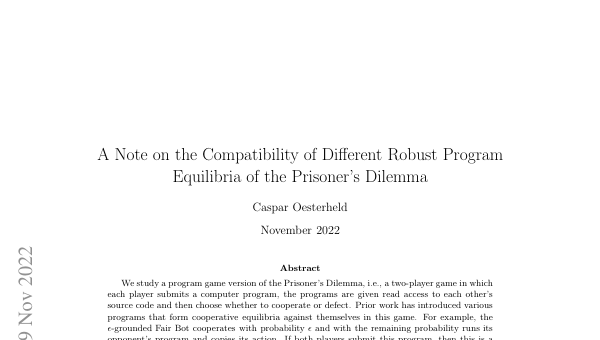 A Note on the Compatibility of Different Robust Program
Equilibria of the Prisoner's Dilemma
Caspar Oesterheld
November 2022
Abstract
We study a program game version of the Prisoner's Dilemma, i.e., a two-player game in which
each player submits a computer program, the programs are given read access to each other's
source code and then choose whether to cooperate or defect. Prior work has introduced various
programs that form cooperative equilibria against themselves in this game. For example, the
ϵ-grounded Fair Bot cooperates with probability ϵ and with the remaining probability runs its
opponent's program and copies its action. If both players submit this program, then this is a
9 Nov 2022